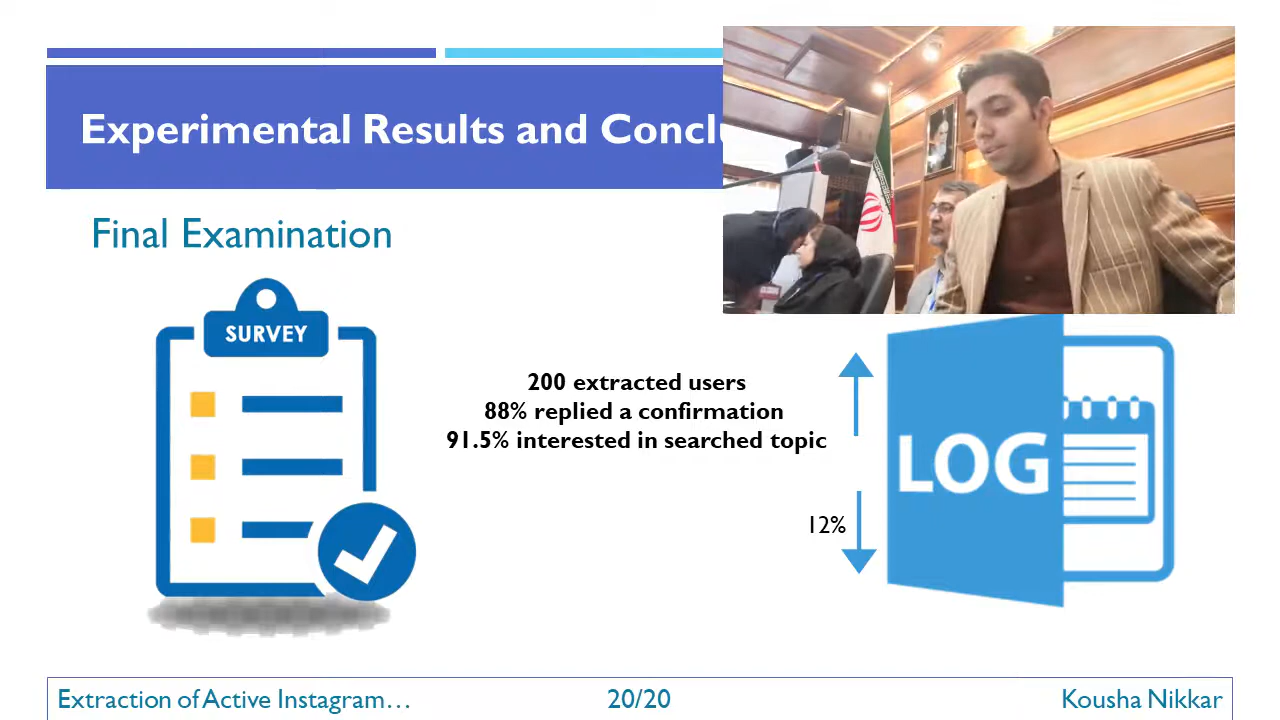 Experimental Results and Conclu
Final Examination
SURVEY
200 extracted users
88% replied a confirmation
91.5% interested in searched topic
LOG
12%
Extraction of Active Instagram…
20/20
Kousha Nikkar